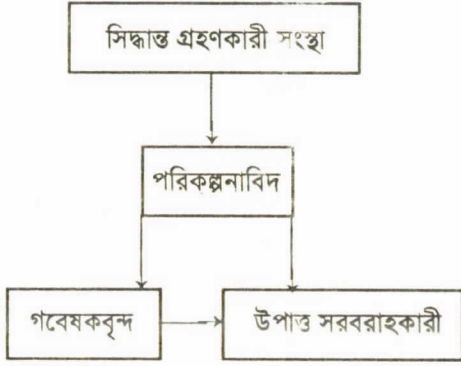 সিদ্ধান্ত গ্রহণকারী সংস্থা
পরিকল্পনাবিদ
গবেষকবৃন্দ
উপাত্ত সরবরাহকারী